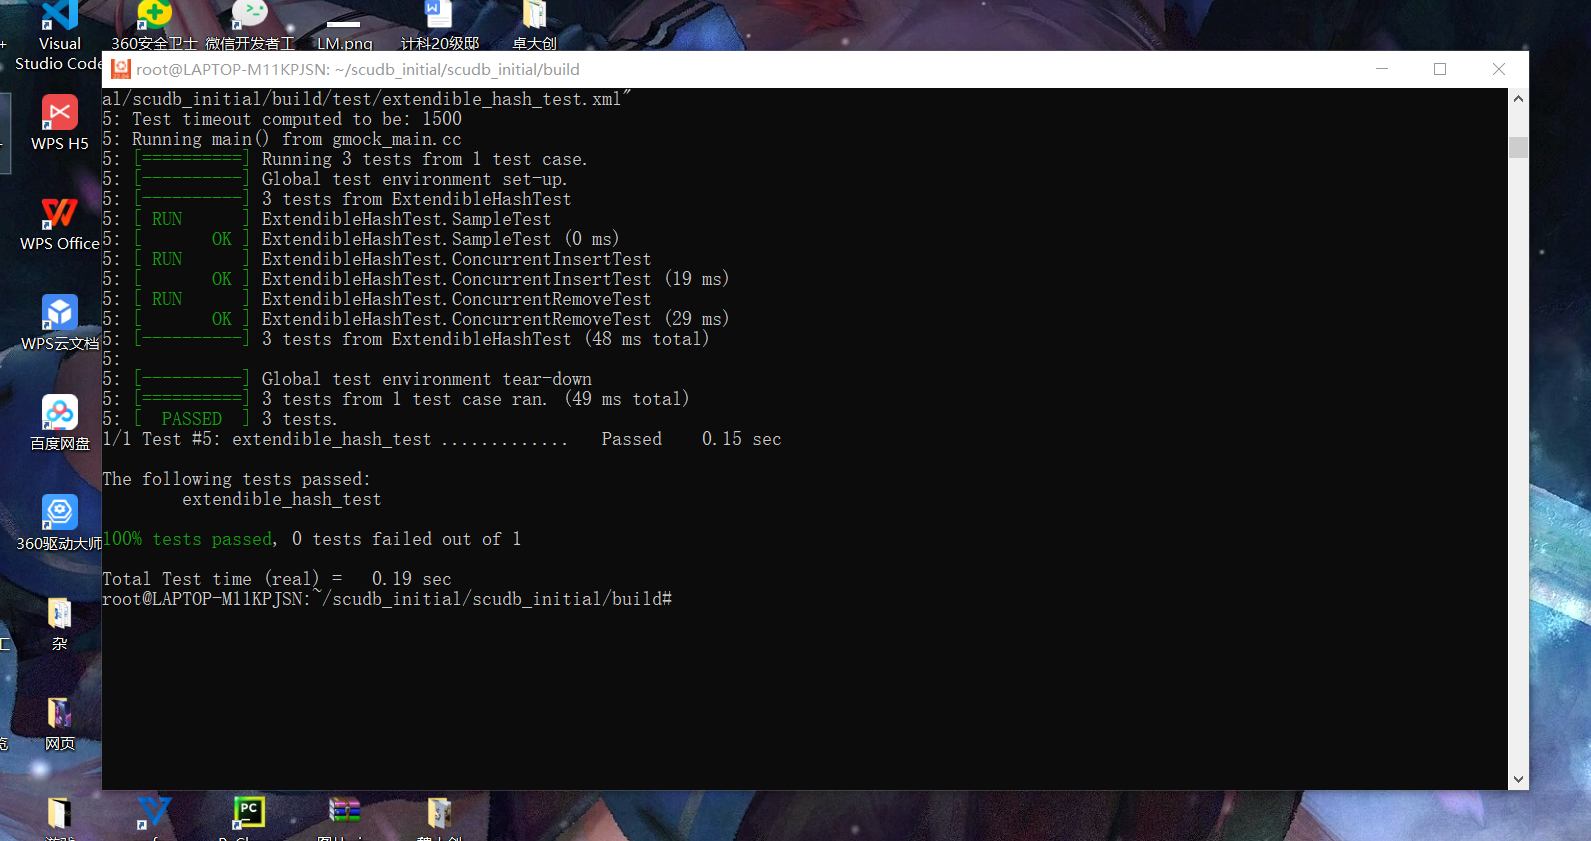 Visual
Studio Code
360安全卫士
微信开发者工
LM.png
计科20级邸
卓大创
root@LAPTOP-M11KPJSN: ~/scudb_initial/scudb_initial/build
al/scudb_initial/build/test/extendible_hash_test.xml"
5: Test timeout computed to be: 1500
5: Running main() from gmock_main.cc
5: [==========] Running 3 tests from 1 test case.
5: [----------] Global test environment set-up.
5: [----------] 3 tests from ExtendibleHashTest
5: [ RUN      ] ExtendibleHashTest.SampleTest
5: [       OK ] ExtendibleHashTest.SampleTest (0 ms)
5: [ RUN      ] ExtendibleHashTest.ConcurrentInsertTest
5: [       OK ] ExtendibleHashTest.ConcurrentInsertTest (19 ms)
5: [ RUN      ] ExtendibleHashTest.ConcurrentRemoveTest
5: [       OK ] ExtendibleHashTest.ConcurrentRemoveTest (29 ms)
5: [----------] 3 tests from ExtendibleHashTest (48 ms total)
5:
5: [----------] Global test environment tear-down
5: [==========] 3 tests from 1 test case ran. (49 ms total)
5: [  PASSED  ] 3 tests.
1/1 Test #5: extendible_hash_test .............   Passed    0.15 sec
The following tests passed:
extendible_hash_test
100% tests passed, 0 tests failed out of 1
Total Test time (real) =   0.19 sec
root@LAPTOP-M11KPJSN:~/scudb_initial/scudb_initial/build#
WPS H5
WPS Office
WPS云文档
百度网盘
360驱动大师
杂
网页
PC